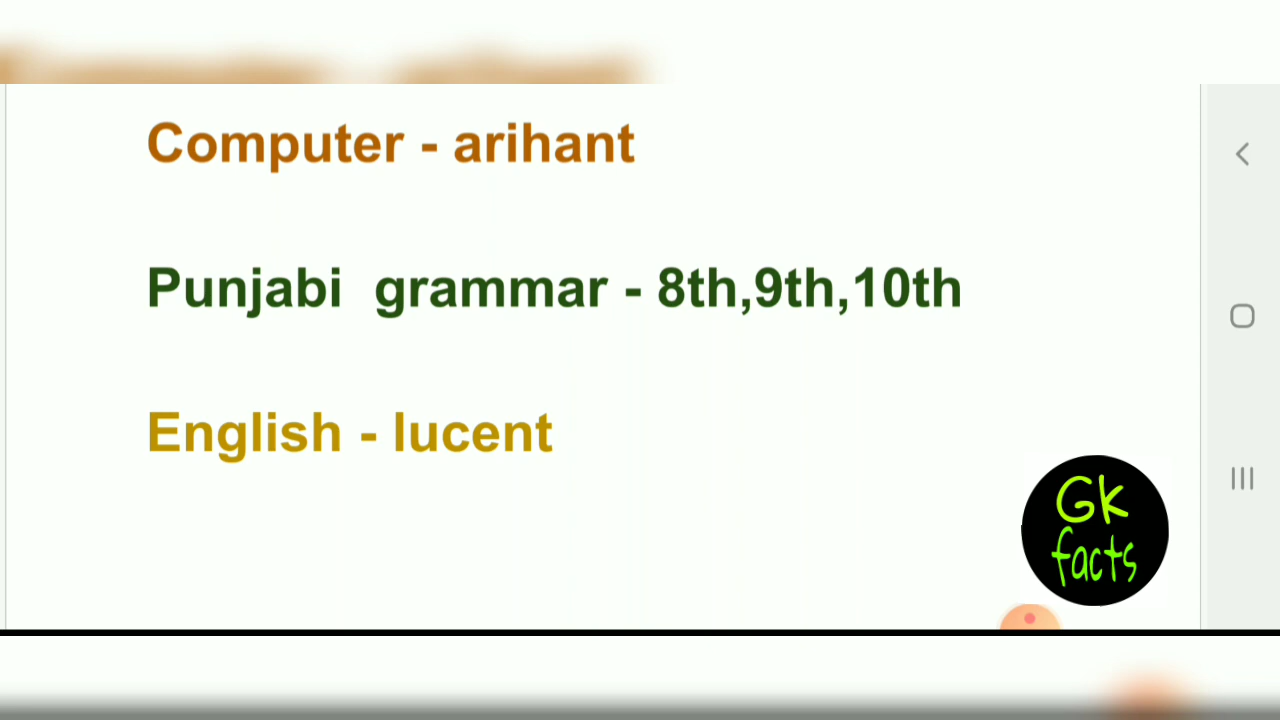 Computer - arihant
Punjabi grammar - 8th,9th,10th
English - lucent
Gk
facts